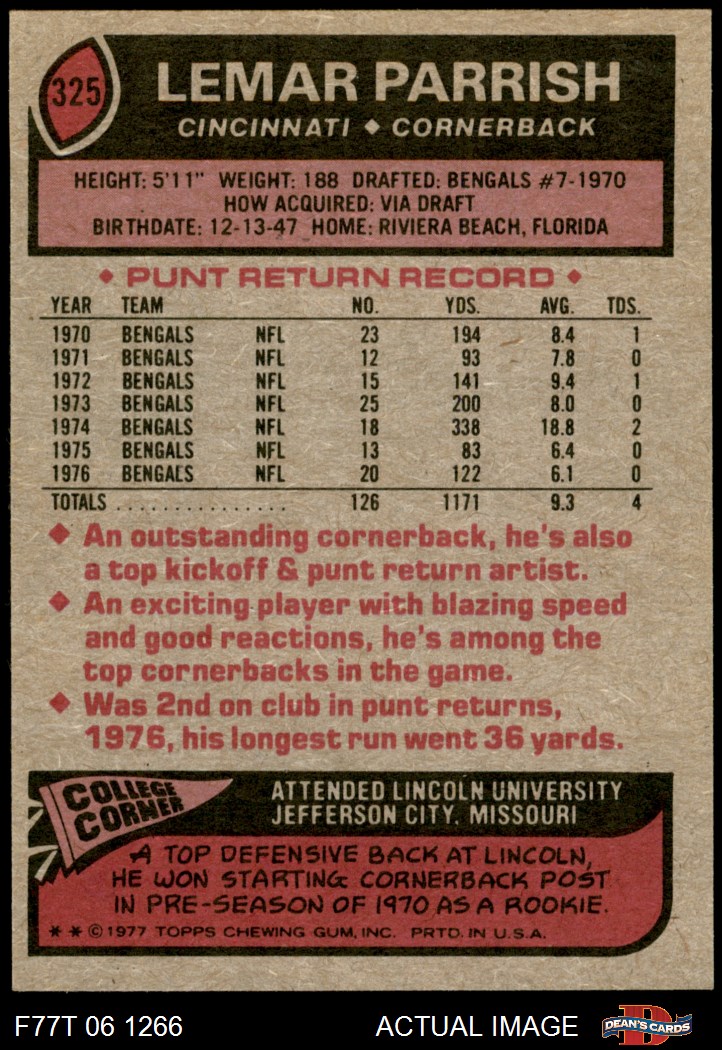 325
LEMAR PARRISH
CINCINNATI ◆ CORNERBACK
HEIGHT: 5'11" WEIGHT: 188 DRAFTED: BENGALS #7-1970
HOW ACQUIRED: VIA DRAFT
BIRTHDATE: 12-13-47 HOME: RIVIERA BEACH, FLORIDA
◆ PUNT RETURN RECORD ◆
YEAR TEAM NO. YDS. AVG. TDS.
1970 BENGALS NFL 23 194 8.4 1
1971 BENGALS NFL 12 93 7.8 0
1972 BENGALS NFL 15 141 9.4 1
1973 BENGALS NFL 25 200 8.0 0
1974 BENGALS NFL 18 338 18.8 2
1975 BENGALS NFL 13 83 6.4 0
1976 BENGALS NFL 20 122 6.1 0
TOTALS . . . . . . . . . . . . . . . 126 1171 9.3 4
◆ An outstanding cornerback, he's also
a top kickoff & punt return artist.
◆ An exciting player with blazing speed
and good reactions, he's among the
top cornerbacks in the game.
◆ Was 2nd on club in punt returns,
1976, his longest run went 36 yards.
COLLEGE
CORNER
ATTENDED LINCOLN UNIVERSITY
JEFFERSON CITY, MISSOURI
A TOP DEFENSIVE BACK AT LINCOLN,
HE WON STARTING CORNERBACK POST
IN PRE-SEASON OF 1970 AS A ROOKIE.
* * © 1977 TOPPS CHEWING GUM, INC. PRTD. IN U.S.A.
F77T 06 1266 ACTUAL IMAGE
D
DEAN'S CARDS